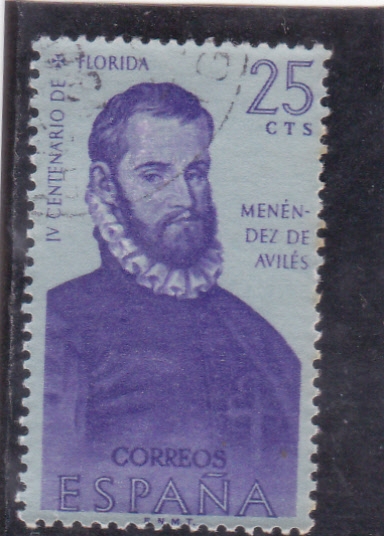 IV CENTENARIO DE FLORIDA
25
CTS
MENÉN-
DEZ DE
AVILÉS
CORREOS
ESPAÑA
F.N.M.T.